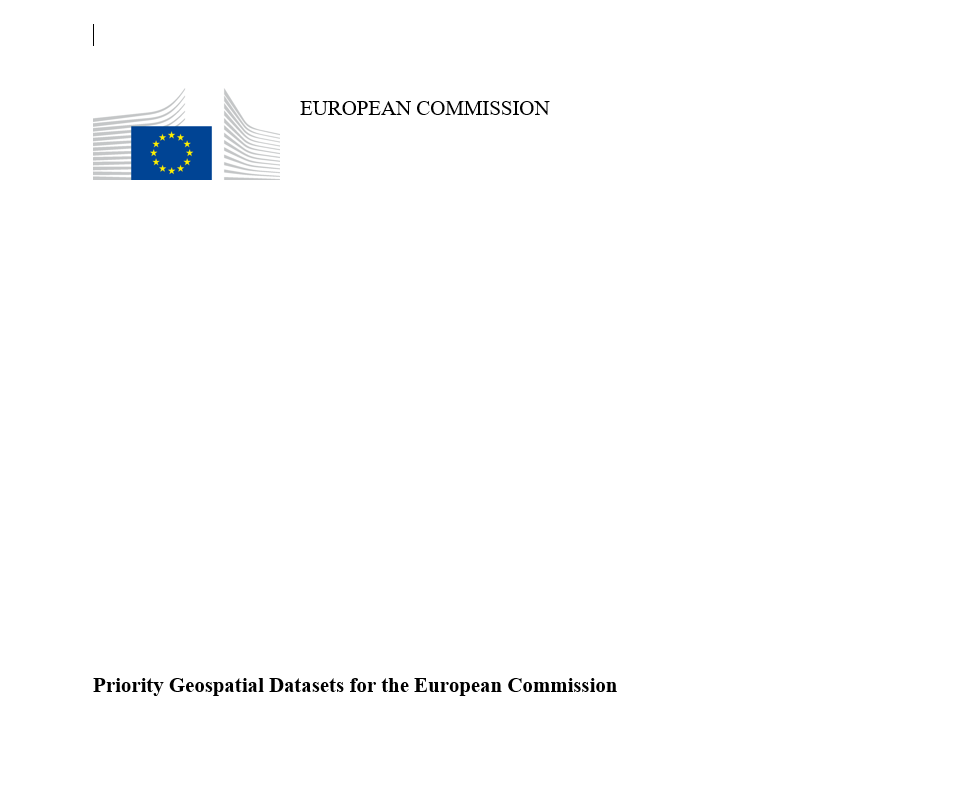 EUROPEAN COMMISSION
Priority Geospatial Datasets for the European Commission